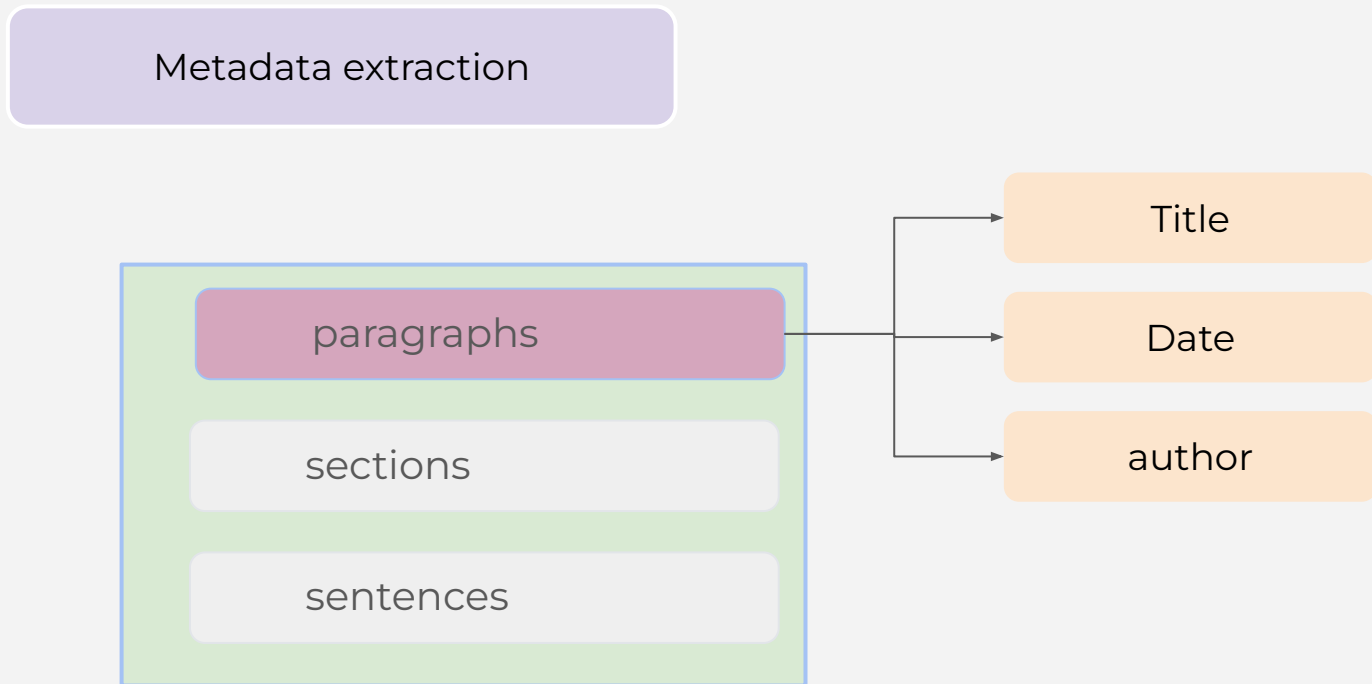 Metadata extraction
Title
paragraphs
Date
sections
author
sentences